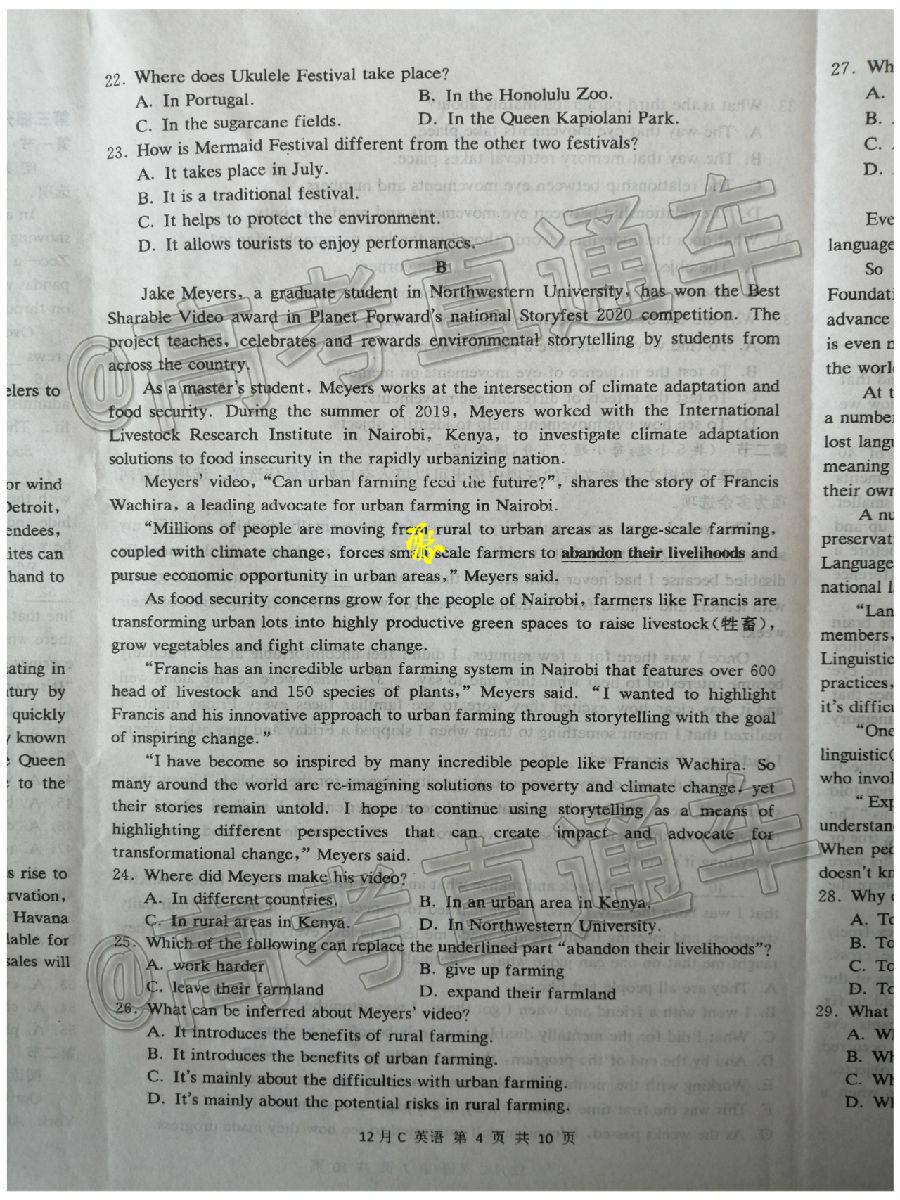 elers to
or wind
Detroit,
endees,
ites can
hand to
ating in
tury by
quickly
known
Queen
to the
s rise to
rvation,
Havana
lable for
sales will
22. Where does Ukulele Festival take place?
A. In Portugal.
B. In the Honolulu Zoo.
C. In the sugarcane fields.
D. In the Queen Kapiolani Park.
23. How is Mermaid Festival different from the other two festivals?
A. It takes place in July.
B. It is a traditional festival.
C. It helps to protect the environment.
D. It allows tourists to enjoy performances.
B
Jake Meyers, a graduate student in Northwestern University, has won the Best
Sharable Video award in Planet Forward's national Storyfest 2020 competition. The
project teaches, celebrates and rewards environmental storytelling by students from
across the country.
As a master's student, Meyers works at the intersection of climate adaptation and
food security. During the summer of 2019, Meyers worked with the International
Livestock Research Institute in Nairobi, Kenya, to investigate climate adaptation
solutions to food insecurity in the rapidly urbanizing nation.
Meyers' video, "Can urban farming feed the future?", shares the story of Francis
Wachira, a leading advocate for urban farming in Nairobi.
"Millions of people are moving from rural to urban areas as large-scale farming,
coupled with climate change, forces small-scale farmers to abandon their livelihoods and
pursue economic opportunity in urban areas," Meyers said.
As food security concerns grow for the people of Nairobi, farmers like Francis are
transforming urban lots into highly productive green spaces to raise livestock(牲畜),
grow vegetables and fight climate change.
"Francis has an incredible urban farming system in Nairobi that features over 600
head of livestock and 150 species of plants," Meyers said. "I wanted to highlight
Francis and his innovative approach to urban farming through storytelling with the goal
of inspiring change."
"I have become so inspired by many incredible people like Francis Wachira. So
many around the world are re-imagining solutions to poverty and climate change, yet
their stories remain untold. I hope to continue using storytelling as a means of
highlighting different perspectives that can create impact and advocate for
transformational change," Meyers said.
24. Where did Meyers make his video?
A. In different countries.
B. In an urban area in Kenya.
C. In rural areas in Kenya.
D. In Northwestern University.
25. Which of the following can replace the underlined part "abandon their livelihoods"?
A. work harder
B. give up farming
C. leave their farmland
D. expand their farmland
26. What can be inferred about Meyers' video?
A. It introduces the benefits of rural farming.
B. It introduces the benefits of urban farming.
C. It's mainly about the difficulties with urban farming.
D. It's mainly about the potential risks in rural farming.
12月C 英语 第 4 页 共 10 页
27. Wh
A.
B.
C.
D.
Eve
language
So
Foundati
advance
is even n
the worl
At t
a number
lost lang
meaning
their own
A nu
preservat
Language
national l
"Lan
members,
Linguistic
practices,
it's difficu
"One
linguistic(
who invol
"Exp
understan
When peo
doesn't kn
28. Why
A. To
B. To
C. To
D. To
29. What
A. W
B. Wh
C. Wh
D. W
@高考直通车
@高考直通车